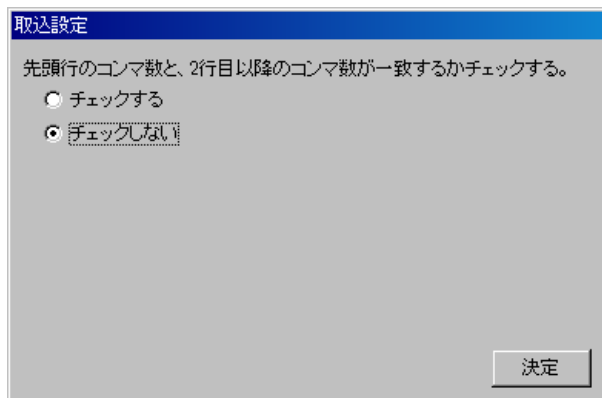 取込設定
先頭行のコンマ数と、2行目以降のコンマ数が一致するかチェックする。
チェックする
チェックしない
決定